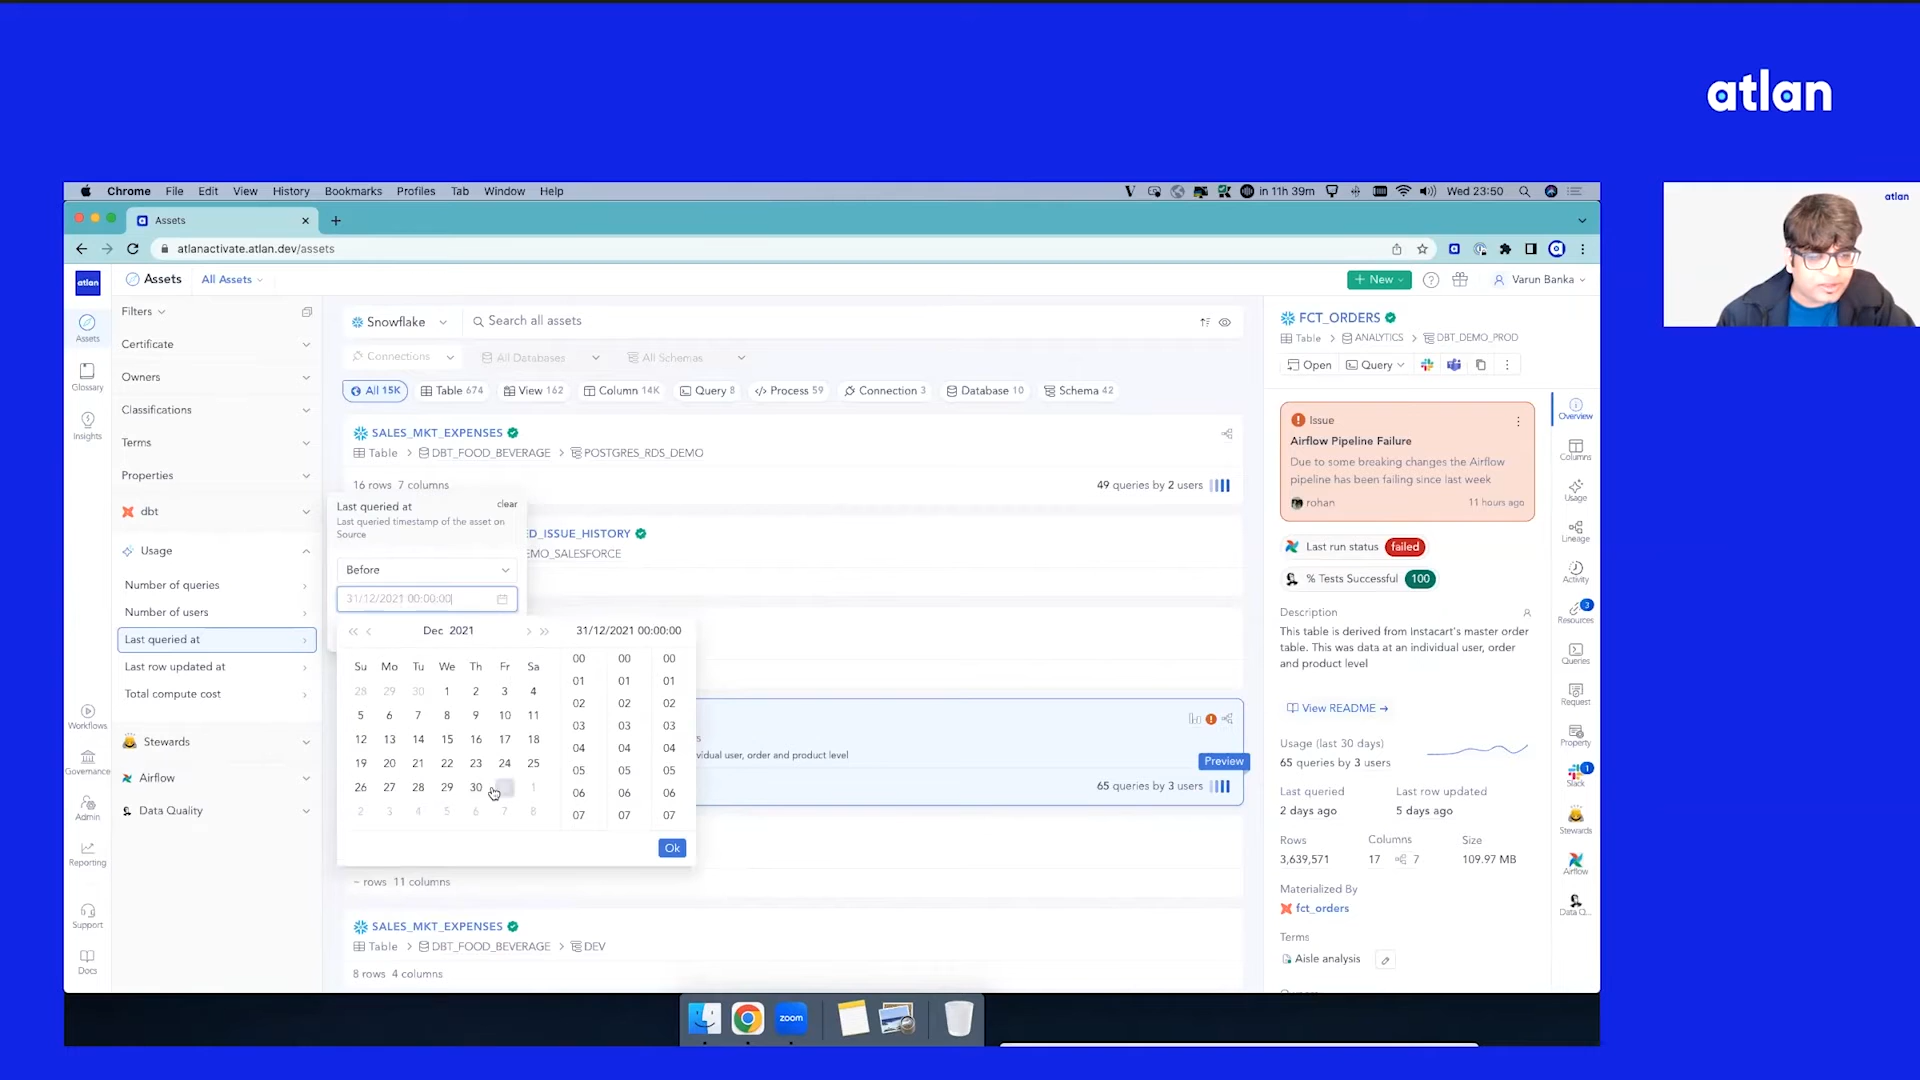 atlan
Chrome File Edit View History Bookmarks Profiles Tab Window Help
in 11h 39m Wed 23:50
atlan
Assets
atlanactivate.atlan.dev/assets
atlan
Assets All Assets
New
Varun Banka
Assets
Glossary
Insights
Workflows
Governance
Admin
Reporting
Support
Docs
Filters
Certificate
Owners
Classifications
Terms
Properties
dbt
Usage
Number of queries
Number of users
Last queried at
Last row updated at
Total compute cost
Stewards
Airflow
Data Quality
Snowflake
Search all assets
Connections
All Databases
All Schemas
All 15K
Table 674
View 162
Column 14K
Query 8
Process 59
Connection 3
Database 10
Schema 42
SALES_MKT_EXPENSES
Table > DBT_FOOD_BEVERAGE > POSTGRES_RDS_DEMO
16 rows 7 columns
49 queries by 2 users
Last queried at
clear
Last queried timestamp of the asset on
Source
ED_ISSUE_HISTORY
EMO_SALESFORCE
Before
31/12/2021 00:00:00
Dec 2021
31/12/2021 00:00:00
Su Mo Tu We Th Fr Sa
28 29 30 1 2 3 4
5 6 7 8 9 10 11
12 13 14 15 16 17 18
19 20 21 22 23 24 25
26 27 28 29 30 1
2 3 4 5 6 7 8
00 00 00
01 01 01
02 02 02
03 03 03
04 04 04
05 05 05
06 06 06
07 07 07
Ok
vidual user, order and product level
Preview
65 queries by 3 users
~ rows 11 columns
SALES_MKT_EXPENSES
Table > DBT_FOOD_BEVERAGE > DEV
8 rows 4 columns
FCT_ORDERS
Table > ANALYTICS > DBT_DEMO_PROD
Open
Query
Issue
Airflow Pipeline Failure
Due to some breaking changes the Airflow
pipeline has been failing since last week
rohan
11 hours ago
Last run status failed
% Tests Successful 100
Description
This table is derived from Instacart's master order
table. This was data at an individual user, order
and product level
View README →
Usage (last 30 days)
65 queries by 3 users
Last queried Last row updated
2 days ago 5 days ago
Rows Columns Size
3,639,571 17 7 109.97 MB
Materialized By
fct_orders
Terms
Aisle analysis
Overview
Columns
Usage
Lineage
Activity
3
Resources
Queries
Request
Property
1
Slack
Stewards
Airflow
Data Q...
zoom